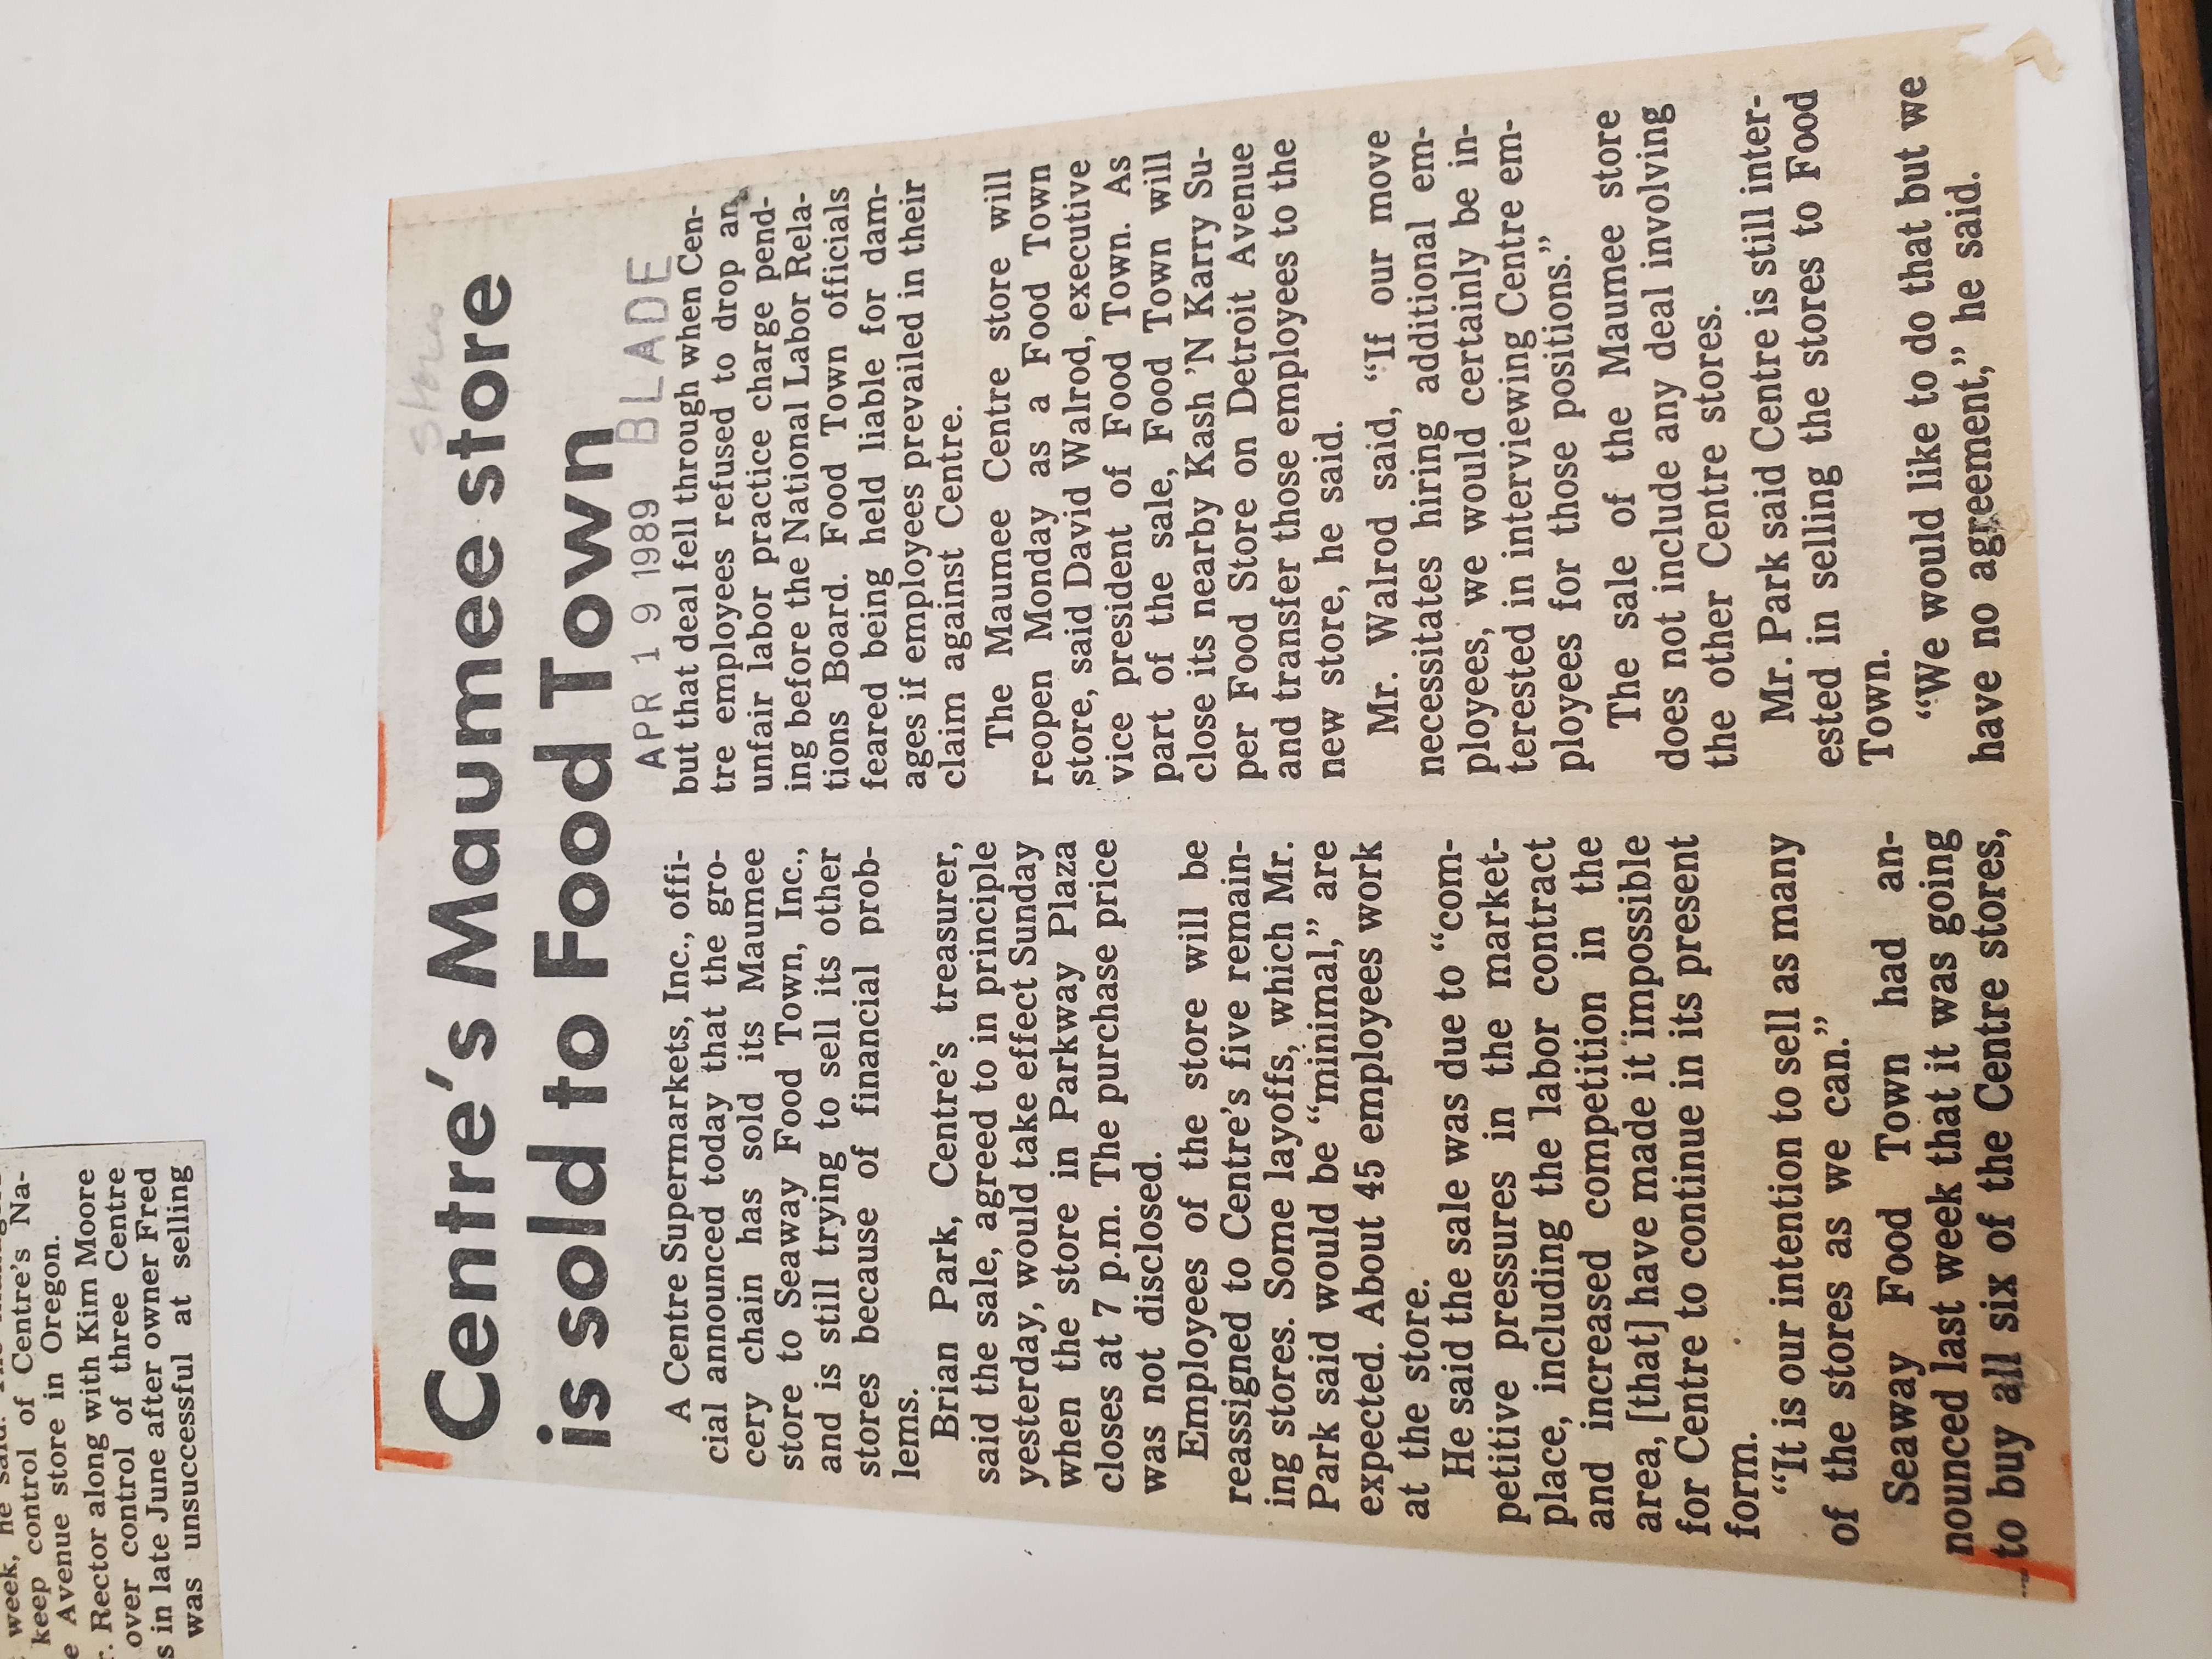 week, he said.
keep control of Centre's Na-
e Avenue store in Oregon.
r. Rector along with Kim Moore
over control of three Centre
s in late June after owner Fred
was unsuccessful at selling
stores
Centre's Maumee store
is sold to Food Town
APR 19 1989 BLADE
A Centre Supermarkets, Inc., offi-
cial announced today that the gro-
cery chain has sold its Maumee
store to Seaway Food Town, Inc.,
and is still trying to sell its other
stores because of financial prob-
lems.
Brian Park, Centre's treasurer,
said the sale, agreed to in principle
yesterday, would take effect Sunday
when the store in Parkway Plaza
closes at 7 p.m. The purchase price
was not disclosed.
Employees of the store will be
reassigned to Centre's five remain-
ing stores. Some layoffs, which Mr.
Park said would be “minimal,” are
expected. About 45 employees work
at the store.
He said the sale was due to “com-
petitive pressures in the market-
place, including the labor contract
and increased competition in the
area, [that] have made it impossible
for Centre to continue in its present
form.
“It is our intention to sell as many
of the stores as we can.”
Seaway Food Town had an-
nounced last week that it was going
to buy all six of the Centre stores,
but that deal fell through when Cen-
tre employees refused to drop an
unfair labor practice charge pend-
ing before the National Labor Rela-
tions Board. Food Town officials
feared being held liable for dam-
ages if employees prevailed in their
claim against Centre.
The Maumee Centre store will
reopen Monday as a Food Town
store, said David Walrod, executive
vice president of Food Town. As
part of the sale, Food Town will
close its nearby Kash 'N Karry Su-
per Food Store on Detroit Avenue
and transfer those employees to the
new store, he said.
Mr. Walrod said, “If our move
necessitates hiring additional em-
ployees, we would certainly be in-
terested in interviewing Centre em-
ployees for those positions.”
The sale of the Maumee store
does not include any deal involving
the other Centre stores.
Mr. Park said Centre is still inter-
ested in selling the stores to Food
Town.
“We would like to do that but we
have no agreement,” he said.